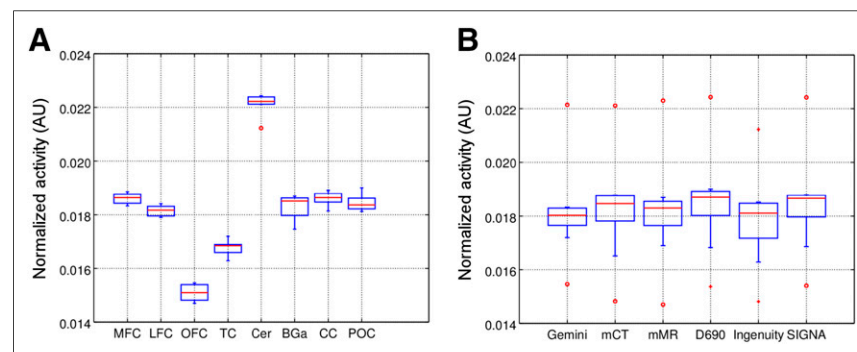 A
Normalized activity (AU)
0.024
0.022
0.020
0.018
0.016
0.014
MFC LFC OFC TC Cer BGa CC POC
B
Normalized activity (AU)
0.024
0.022
0.020
0.018
0.016
0.014
Gemini mCT mMR D690 Ingenuity SIGNA